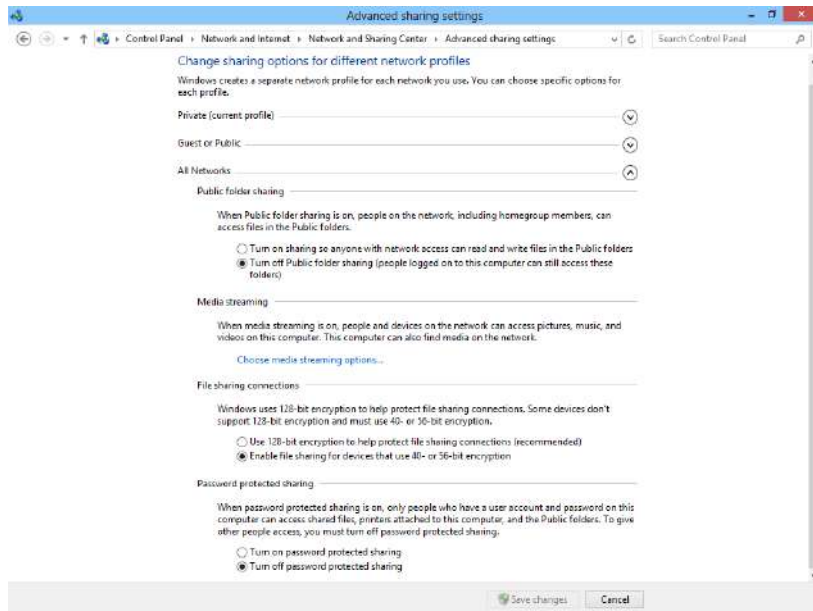 Advanced sharing settings
Control Panel Network and Internet Network and Sharing Center Advanced sharing settings
Search Control Panel
Change sharing options for different network profiles
Windows creates a separate network profile for each network you use. You can choose specific options for
each profile.
Private (current profile)
Guest or Public
All Networks
Public folder sharing
When Public folder sharing is on, people on the network, including homegroup members, can
access files in the Public folders.
Turn on sharing so anyone with network access can read and write files in the Public folders
Turn off Public folder sharing (people logged on to this computer can still access these
folders)
Media streaming
When media streaming is on, people and devices on the network can access pictures, music, and
videos on this computer. This computer can also find media on the network.
Choose media streaming options...
File sharing connections
Windows uses 128-bit encryption to help protect file sharing connections. Some devices don't
support 128-bit encryption and must use 40- or 56-bit encryption.
Use 128-bit encryption to help protect file sharing connections (recommended)
Enable file sharing for devices that use 40- or 56-bit encryption
Password protected sharing
When password protected sharing is on, only people who have a user account and password on this
computer can access shared files, printers attached to this computer, and the Public folders. To give
other people access, you must turn off password protected sharing.
Turn on password protected sharing
Turn off password protected sharing
Save changes
Cancel